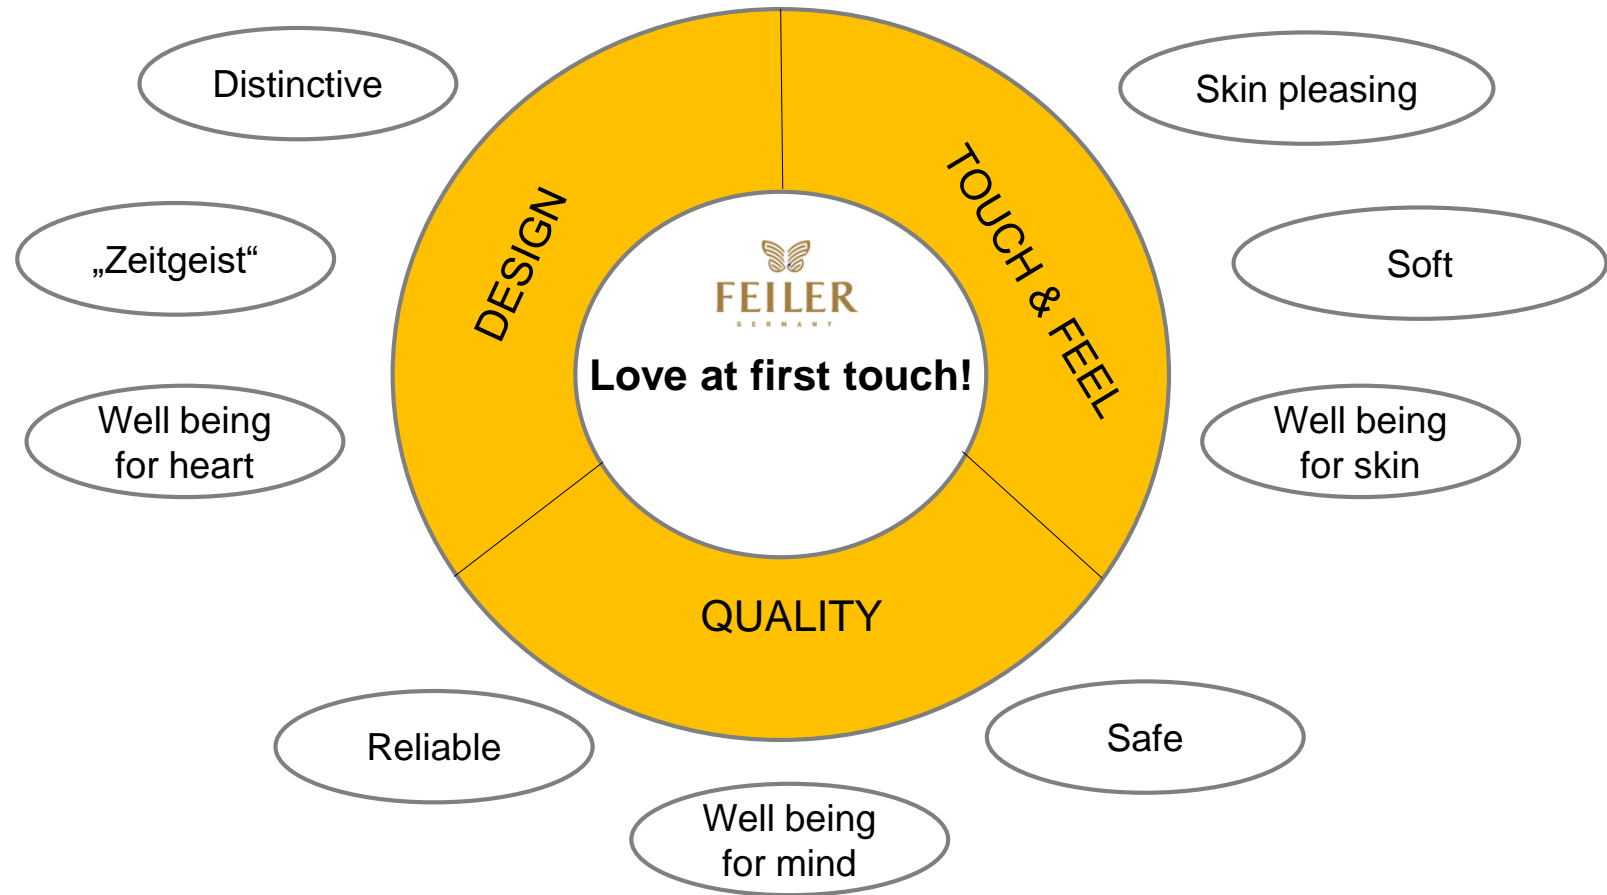 Distinctive
„Zeitgeist“
Well being
for heart
DESIGN
FEILER
GERMANY
Love at first touch!
TOUCH & FEEL
Skin pleasing
Soft
Well being
for skin
QUALITY
Reliable
Well being
for mind
Safe